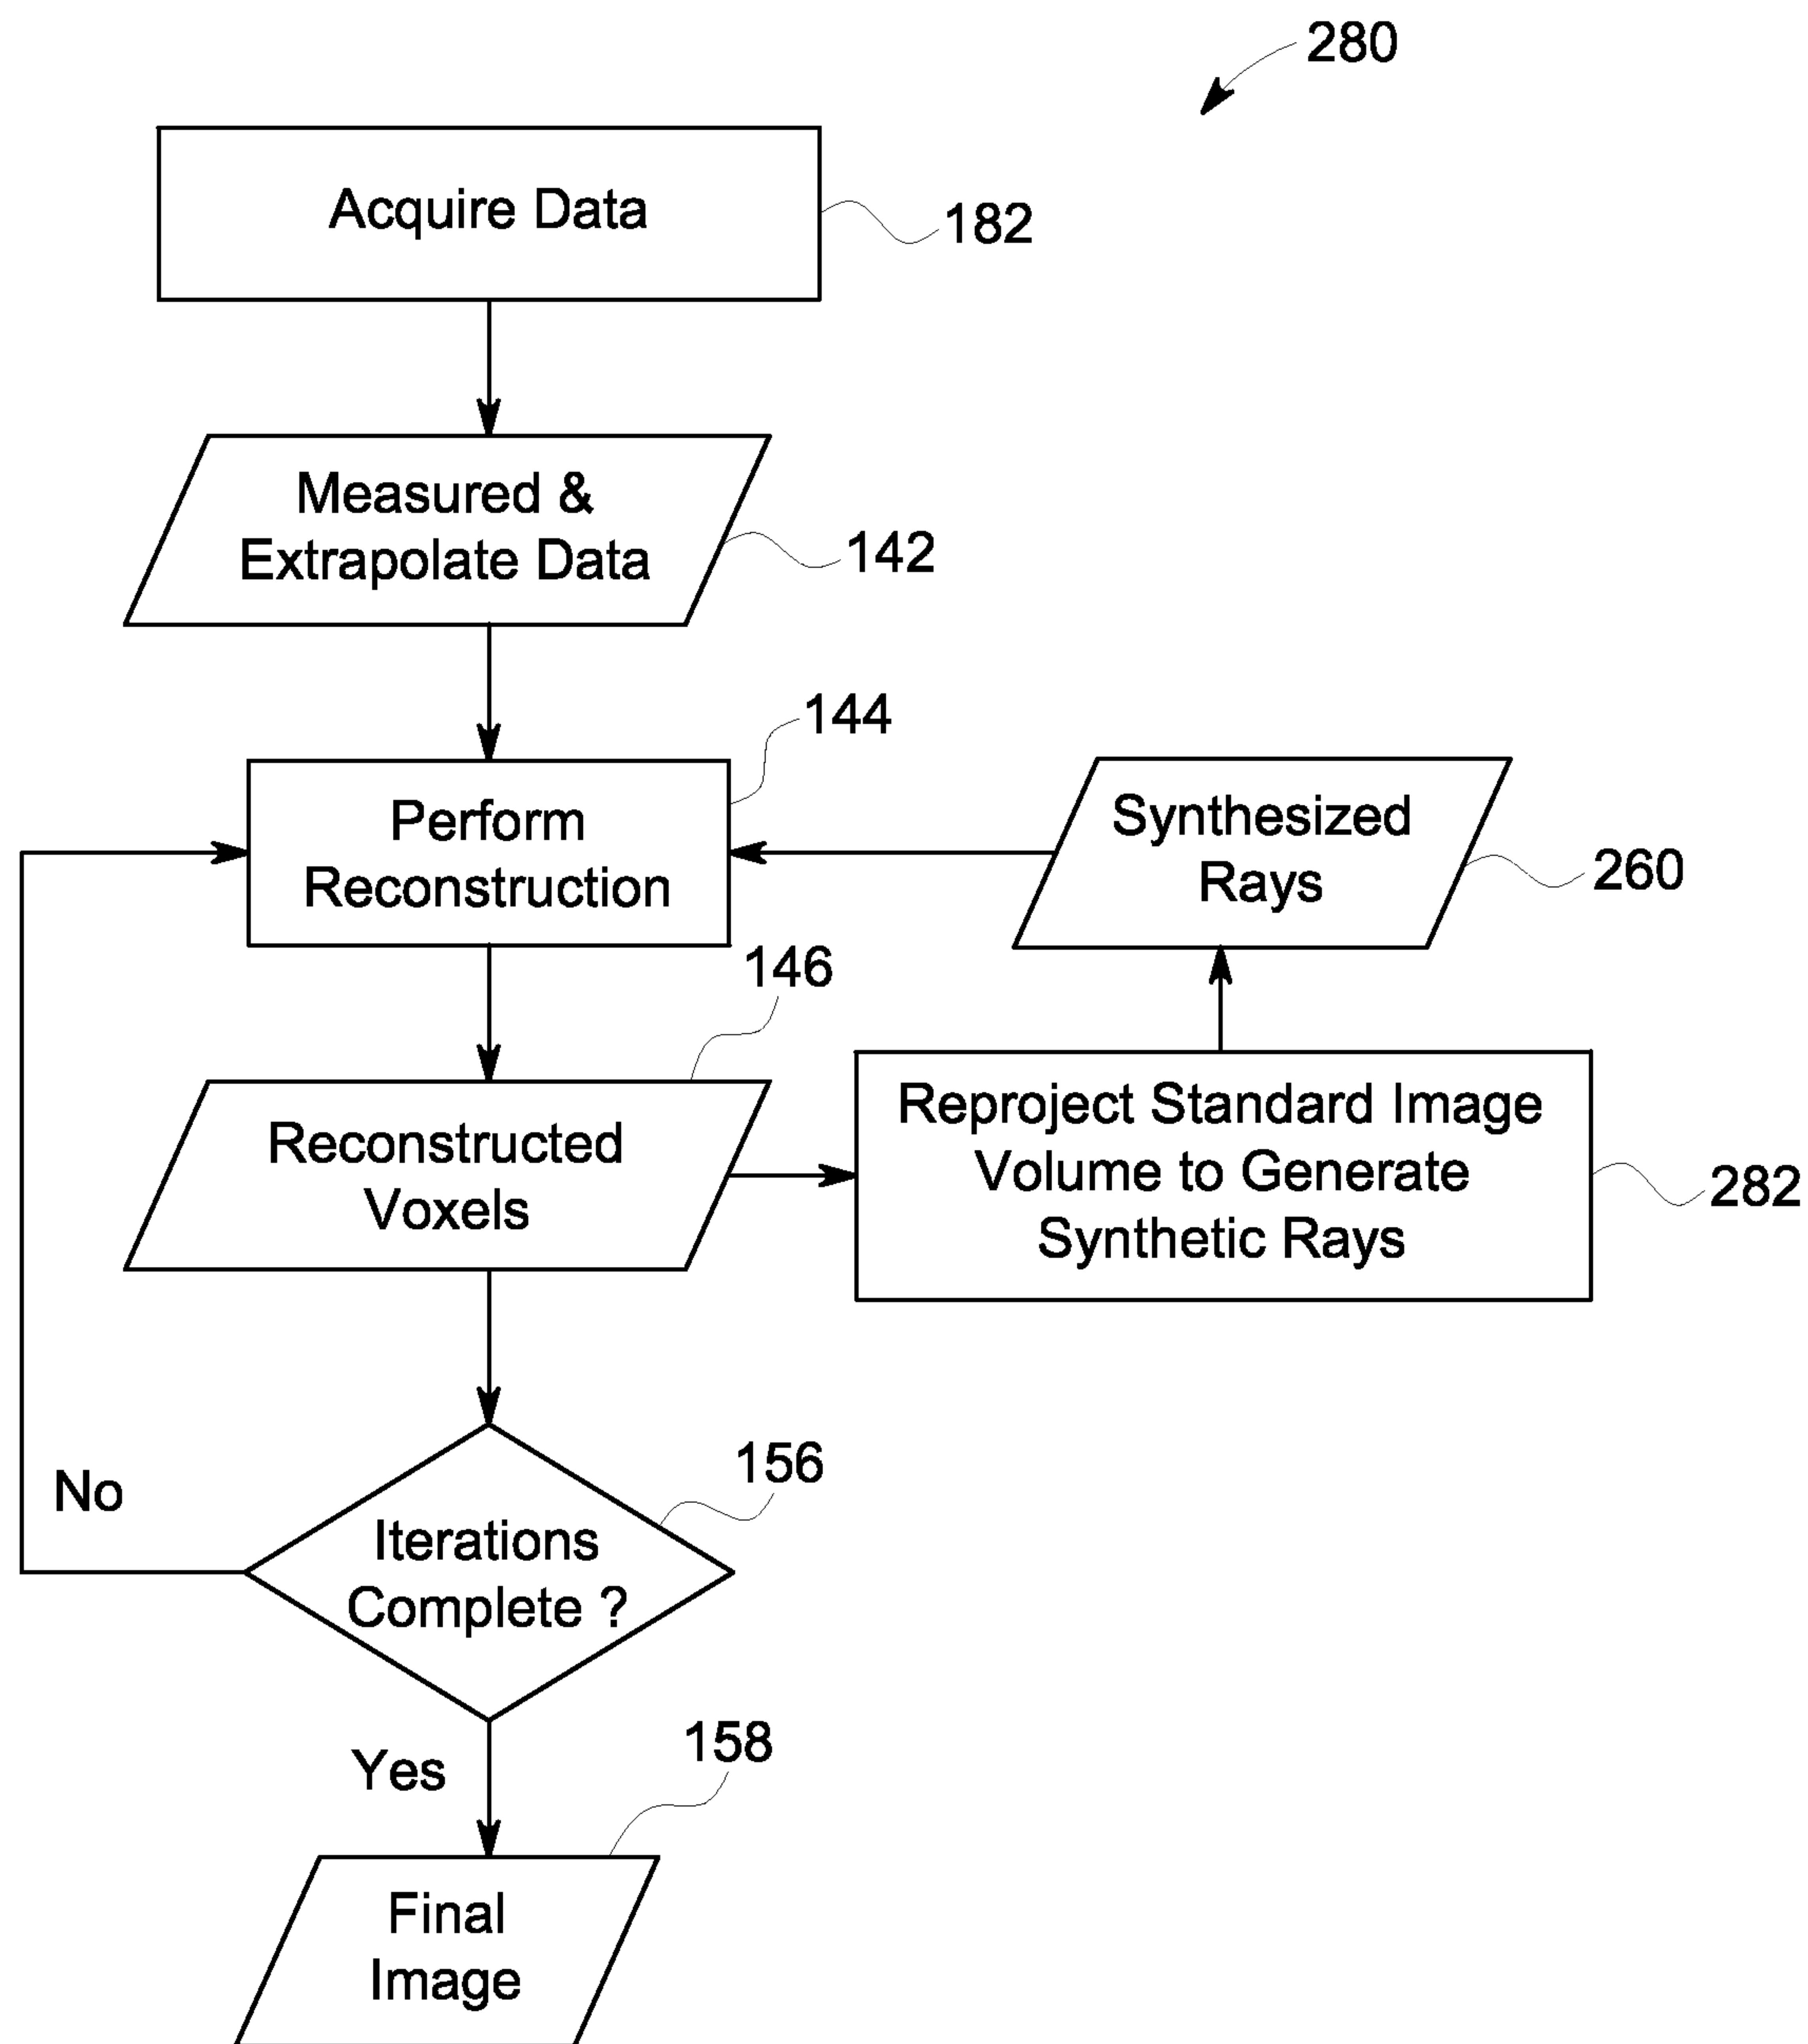 280
Acquire Data
182
Measured &
Extrapolate Data
142
144
Perform
Reconstruction
Synthesized
Rays
260
146
Reconstructed
Voxels
Reproject Standard Image
Volume to Generate
Synthetic Rays
282
156
No
Iterations
Complete ?
Yes
158
Final
Image